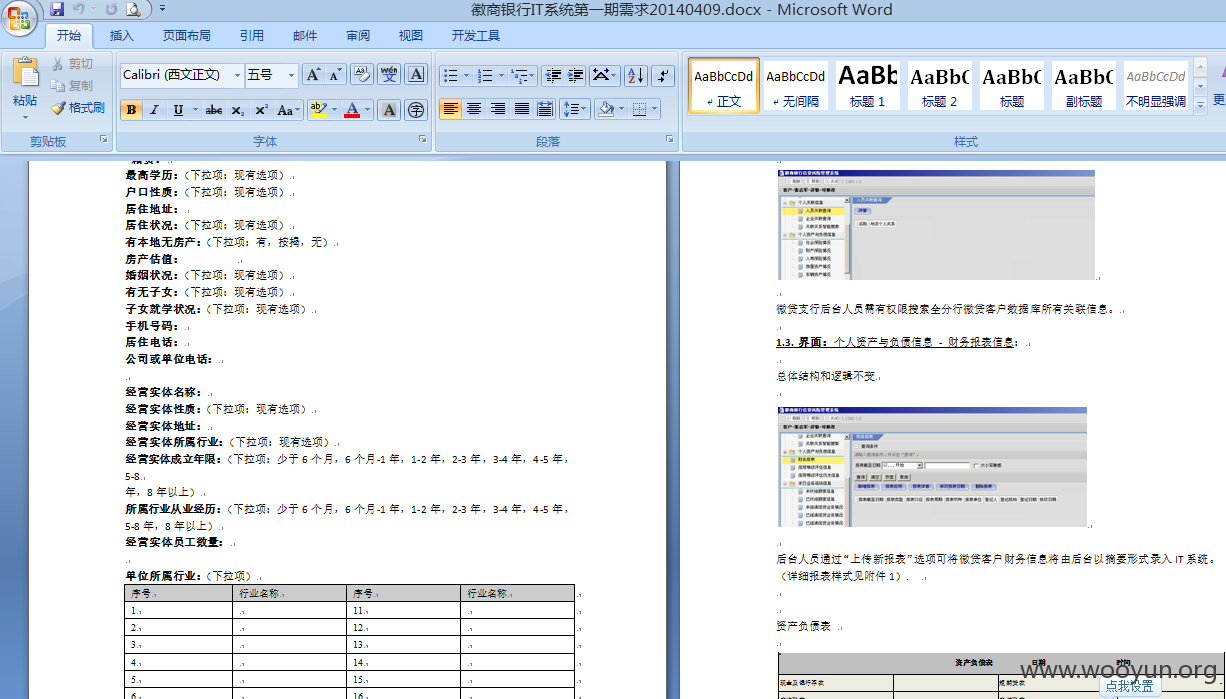 徽商银行IT系统第一期需求20140409.docx - Microsoft Word
开始 插入 页面布局 引用 邮件 审阅 视图 开发工具
粘贴
剪切
复制
格式刷
剪贴板
Calibri (西文正文) 五号
字体
段落
AaBbCcDd AaBbCcDd AaBb AaBbC AaBbC AaBbC AaBbCcDd
正文 无间隔 标题 1 标题 2 标题 副标题 不明显强调
样式
最高学历:(下拉项:现有选项)
户口性质:(下拉项:现有选项)
居住地址:
居住状况:(下拉项:现有选项)
有本地无房产:(下拉项:有,按揭,无)
房产估值:
婚姻状况:(下拉项:现有选项)
有无子女:(下拉项:现有选项)
子女就学状况:(下拉项:现有选项)
手机号码:
居住电话:
公司或单位电话:
经营实体名称:
经营实体性质:(下拉项:现有选项)
经营实体地址:
经营实体所属行业:(下拉项:现有选项)
经营实体成立年限:(下拉项:少于 6 个月,6 个月-1 年,1-2 年,2-3 年,3-4 年,4-5 年,
5-8
年,8 年以上)
所属行业从业经历:(下拉项:少于 6 个月,6 个月-1 年,1-2 年,2-3 年,3-4 年,4-5 年,
5-8 年,8 年以上)
经营实体员工数量:
单位所属行业:(下拉项)
序号 行业名称 序号 行业名称
1. 11.
2. 12.
3. 13.
4. 14.
5. 15.
6. 16.
微贷支行后台人员需有权限搜索全分行微贷客户数据库所有关联信息。
1.3. 界面:个人资产与负债信息 - 财务报表信息:
总体结构和逻辑不变
后台人员通过“上传新报表”选项可将微贷客户财务信息将由后台以摘要形式录入 IT 系统。
(详细报表样式见附件 1).
资产负债表
资产负债表 日期 时间
现金及银行存款 短期贷款
www.wooyun.org
点我设置